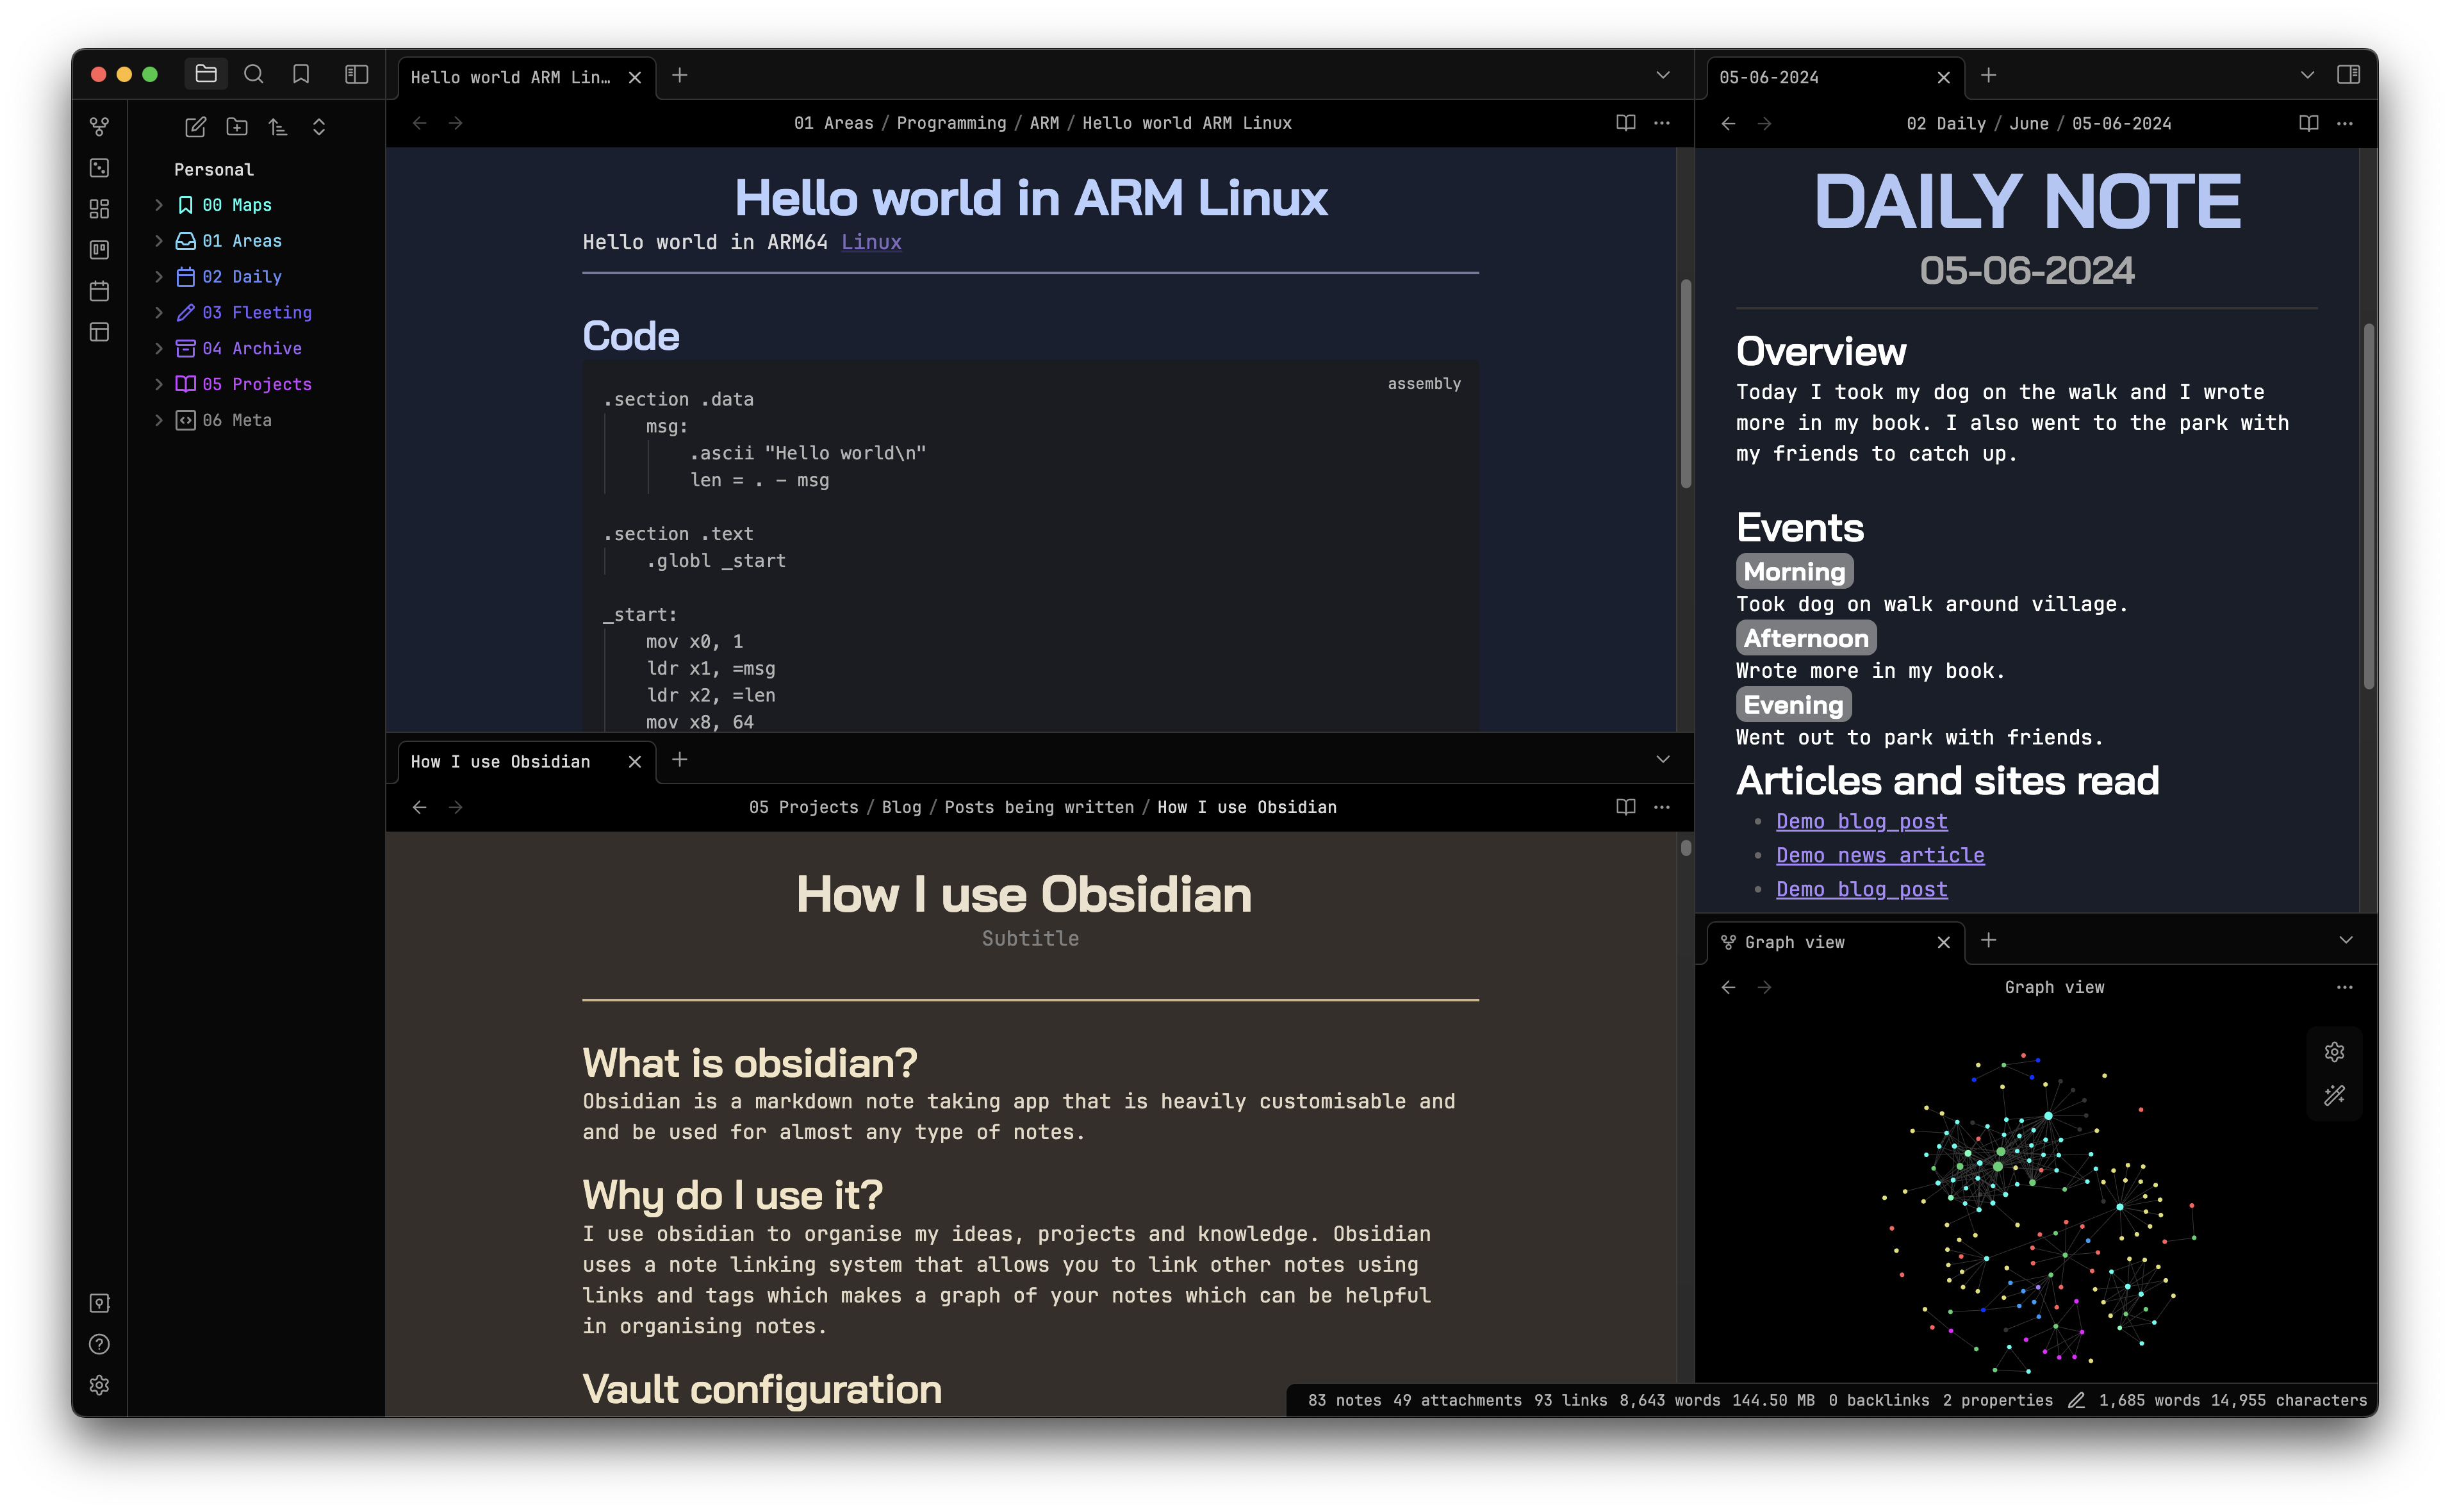 Personal
00 Maps
01 Areas
02 Daily
03 Fleeting
04 Archive
05 Projects
06 Meta
Hello world ARM Lin...
01 Areas / Programming / ARM / Hello world ARM Linux
Hello world in ARM Linux
Hello world in ARM64 Linux
Code
assembly
.section .data
msg:
.ascii "Hello world\n"
len = . - msg
.section .text
.globl _start
_start:
mov x0, 1
ldr x1, =msg
ldr x2, =len
mov x8, 64
How I use Obsidian
05 Projects / Blog / Posts being written / How I use Obsidian
How I use Obsidian
Subtitle
What is obsidian?
Obsidian is a markdown note taking app that is heavily customisable and
and be used for almost any type of notes.
Why do I use it?
I use obsidian to organise my ideas, projects and knowledge. Obsidian
uses a note linking system that allows you to link other notes using
links and tags which makes a graph of your notes which can be helpful
in organising notes.
Vault configuration
05-06-2024
02 Daily / June / 05-06-2024
DAILY NOTE
05-06-2024
Overview
Today I took my dog on the walk and I wrote
more in my book. I also went to the park with
my friends to catch up.
Events
Morning
Took dog on walk around village.
Afternoon
Wrote more in my book.
Evening
Went out to park with friends.
Articles and sites read
Demo blog post
Demo news article
Demo blog post
Graph view
Graph view
83 notes 49 attachments 93 links 8,643 words 144.50 MB 0 backlinks 2 properties 1,685 words 14,955 characters